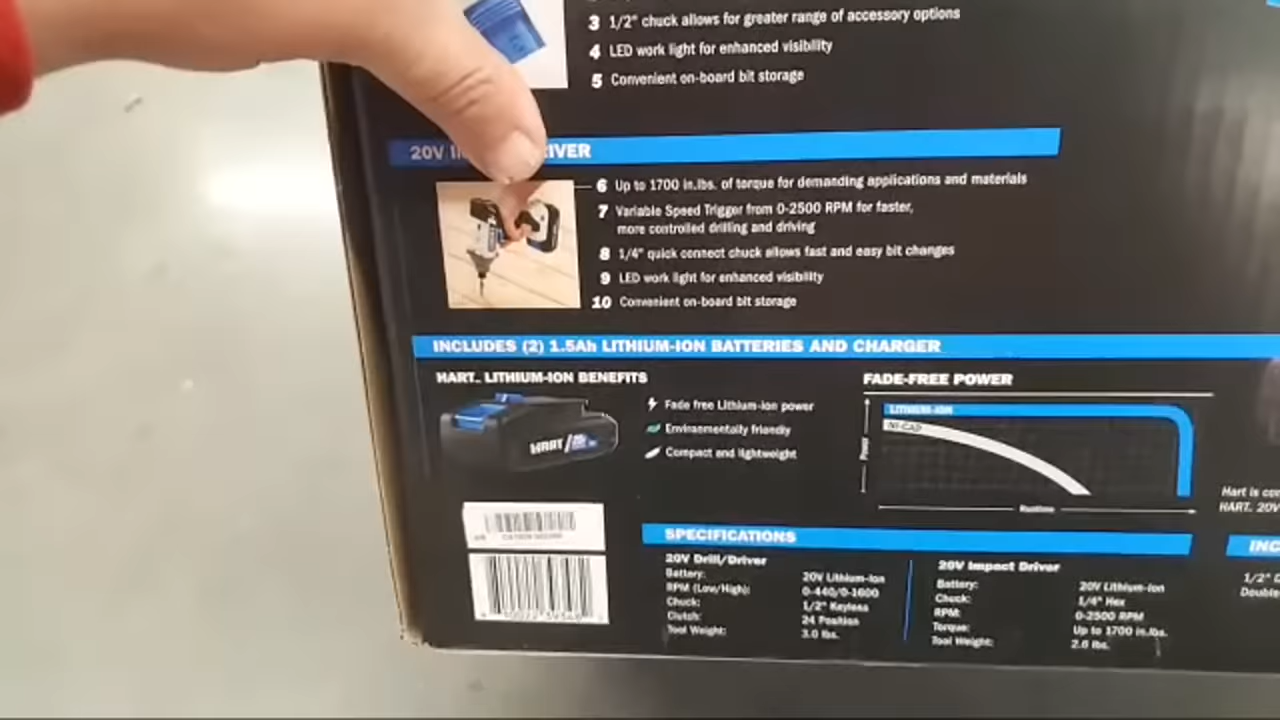 3 1/2" chuck allows for greater range of accessory options
4 LED work light for enhanced visibility
5 Convenient on-board bit storage
20V IVER
6 Up to 1700 in.lbs. of torque for demanding applications and materials
7 Variable Speed Trigger from 0-2500 RPM for faster,
more controlled drilling and driving
8 1/4" quick connect chuck allows fast and easy bit changes
9 LED work light for enhanced visibility
10 Convenient on-board bit storage
INCLUDES (2) 1.5Ah LITHIUM-ION BATTERIES AND CHARGER
HART™ LITHIUM-ION BENEFITS
HART
Fade free Lithium-ion power
Environmentally friendly
Compact and lightweight
FADE-FREE POWER
LITHIUM-ION
NI-CAD
Power
Runtime
Hart is
HART. 20V
SPECIFICATIONS
20V Drill/Driver
Battery: 20V Lithium-Ion
RPM (Low/High): 0-440/0-1600
Chuck: 1/2" Keyless
Clutch: 24 Position
Tool Weight: 3.0 lbs.
20V Impact Driver
Battery: 20V Lithium-Ion
Chuck: 1/4" Hex
RPM: 0-2500 RPM
Torque: Up to 1700 in.lbs.
Tool Weight: 2.6 lbs.
INC
1/2"
Double